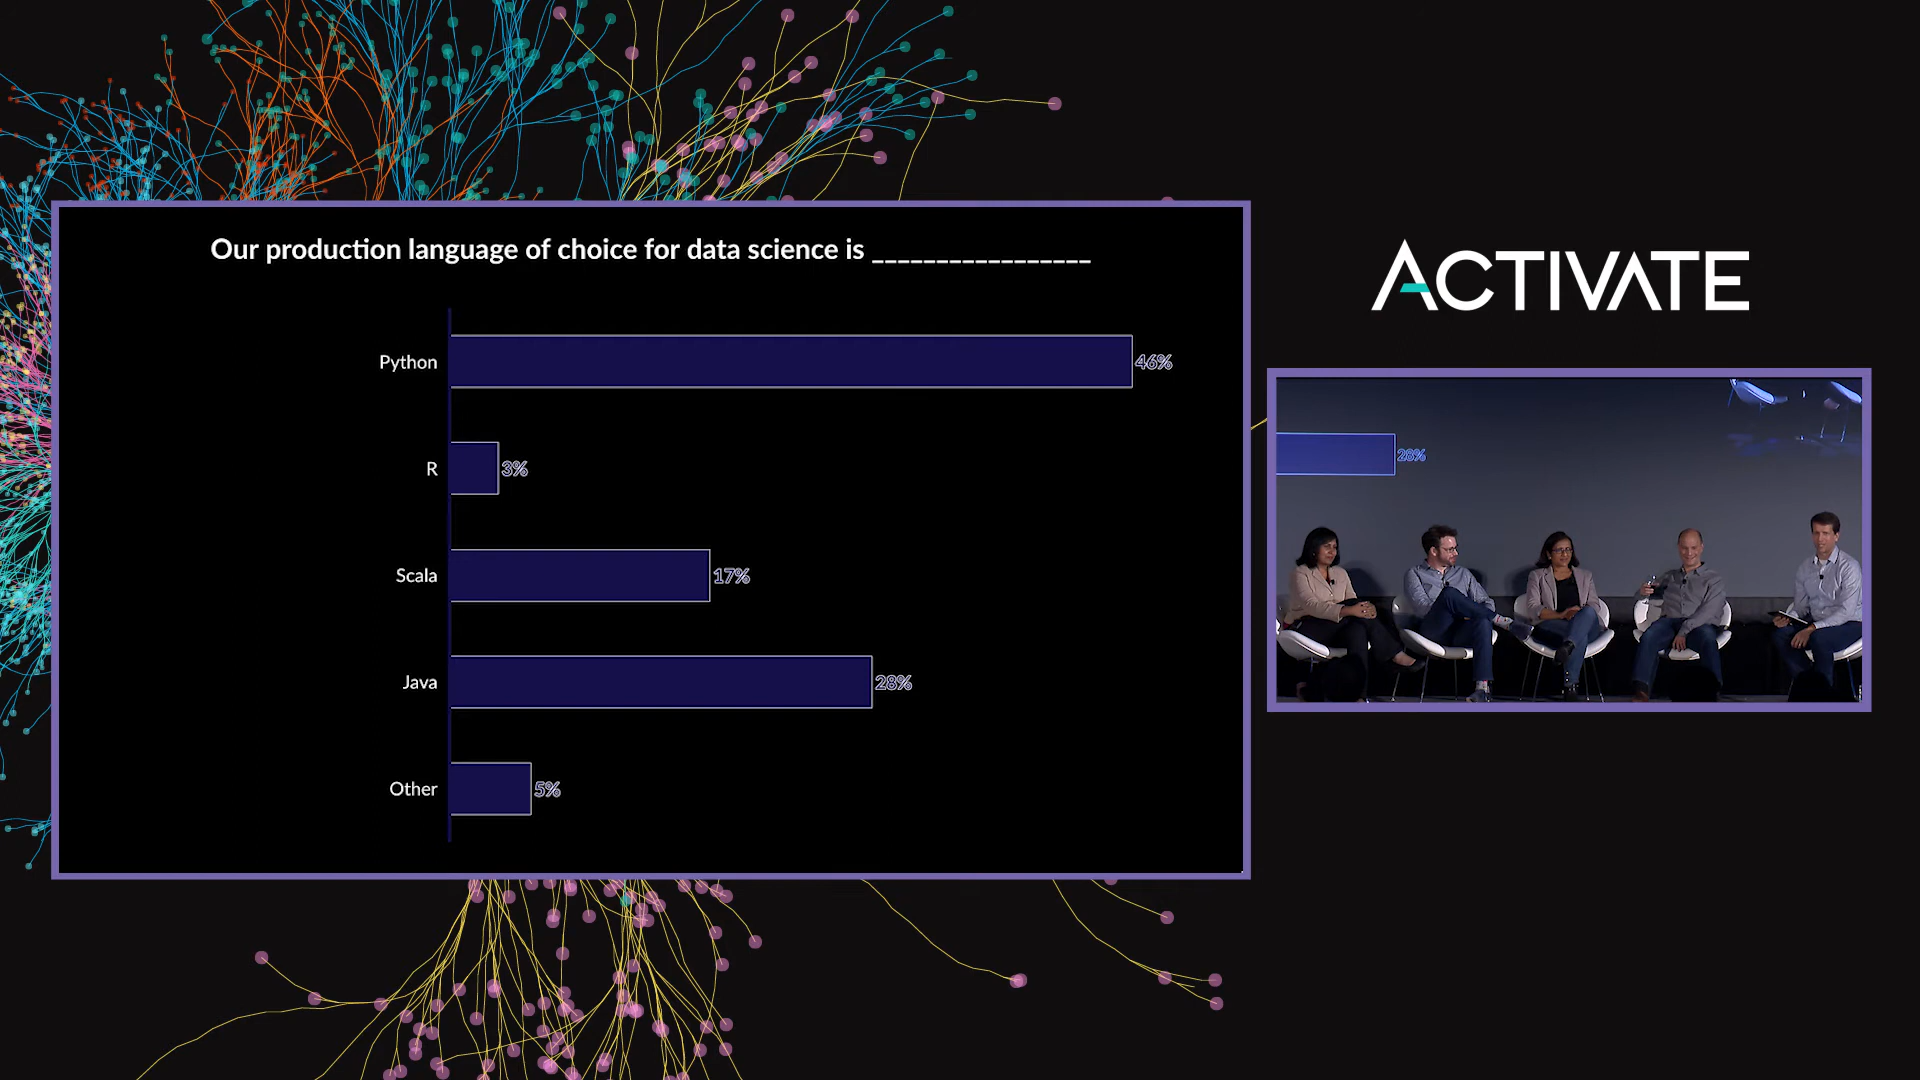 Our production language of choice for data science is _________________
Python
46%
R
3%
Scala
17%
Java
28%
Other
5%
ACTIVATE
28%